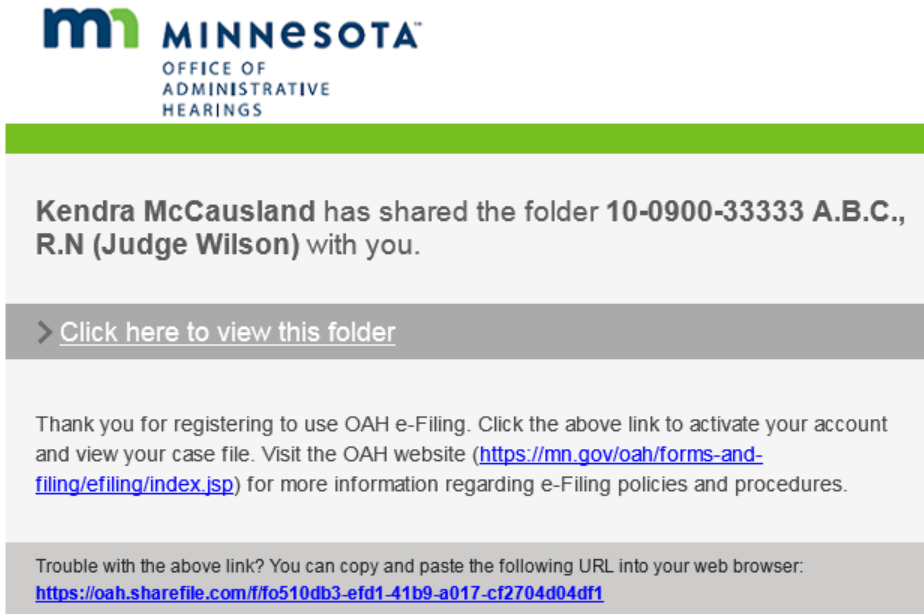 mn MINNESOTA™
OFFICE OF
ADMINISTRATIVE
HEARINGS
Kendra McCausland has shared the folder 10-0900-33333 A.B.C.,
R.N (Judge Wilson) with you.
> Click here to view this folder
Thank you for registering to use OAH e-Filing. Click the above link to activate your account
and view your case file. Visit the OAH website (https://mn.gov/oah/forms-and-
filing/efiling/index.jsp) for more information regarding e-Filing policies and procedures.
Trouble with the above link? You can copy and paste the following URL into your web browser:
https://oah.sharefile.com/f/fo510db3-efd1-41b9-a017-cf2704d04df1